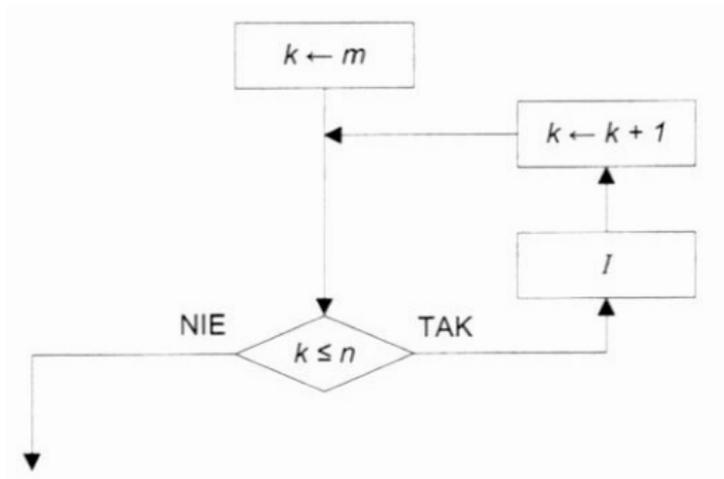 k ← m
k ← k + 1
I
NIE
TAK
k ≤ n